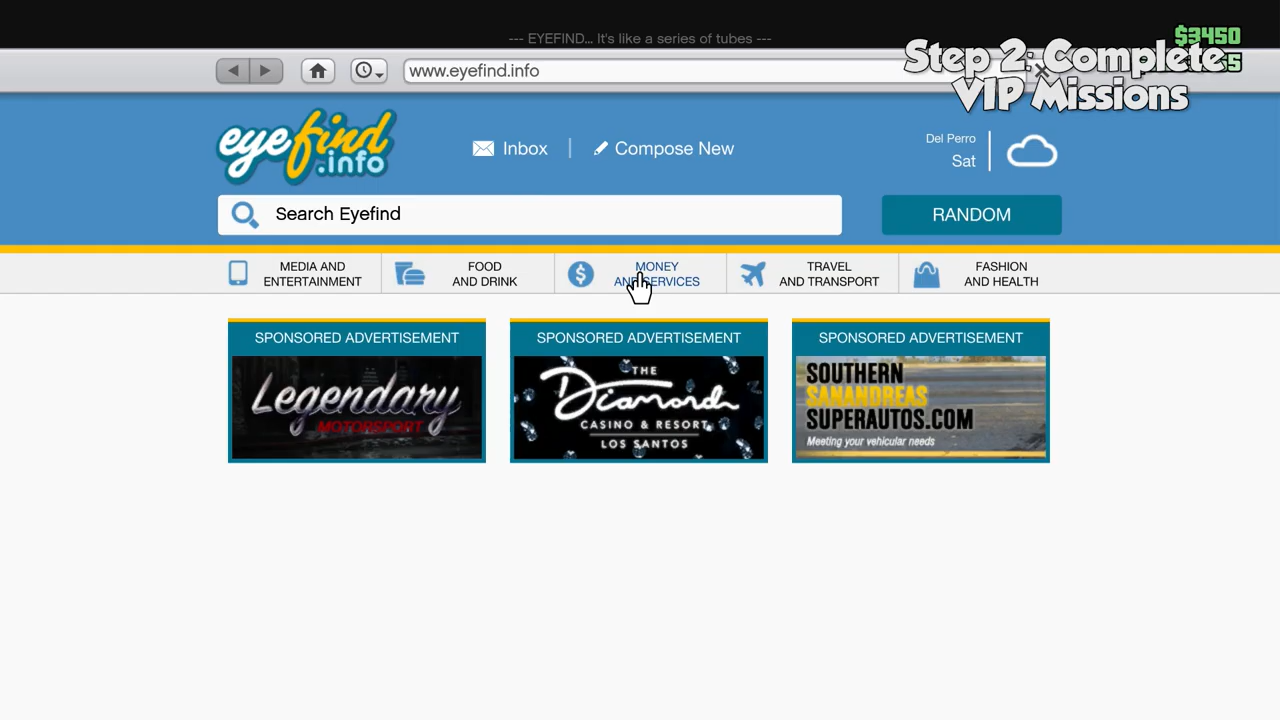 --- EYEFIND... It's like a series of tubes ---
$3450
Step 2: Complete
VIP Missions
www.eyefind.info
eyefind
.info
Inbox
Compose New
Del Perro
Sat
Search Eyefind
RANDOM
MEDIA AND
ENTERTAINMENT
FOOD
AND DRINK
MONEY
AND SERVICES
TRAVEL
AND TRANSPORT
FASHION
AND HEALTH
SPONSORED ADVERTISEMENT
Legendary
MOTORSPORT
SPONSORED ADVERTISEMENT
THE
Diamond
CASINO & RESORT
LOS SANTOS
SPONSORED ADVERTISEMENT
SOUTHERN
SANANDREAS
SUPERAUTOS.COM
Meeting your vehicular needs